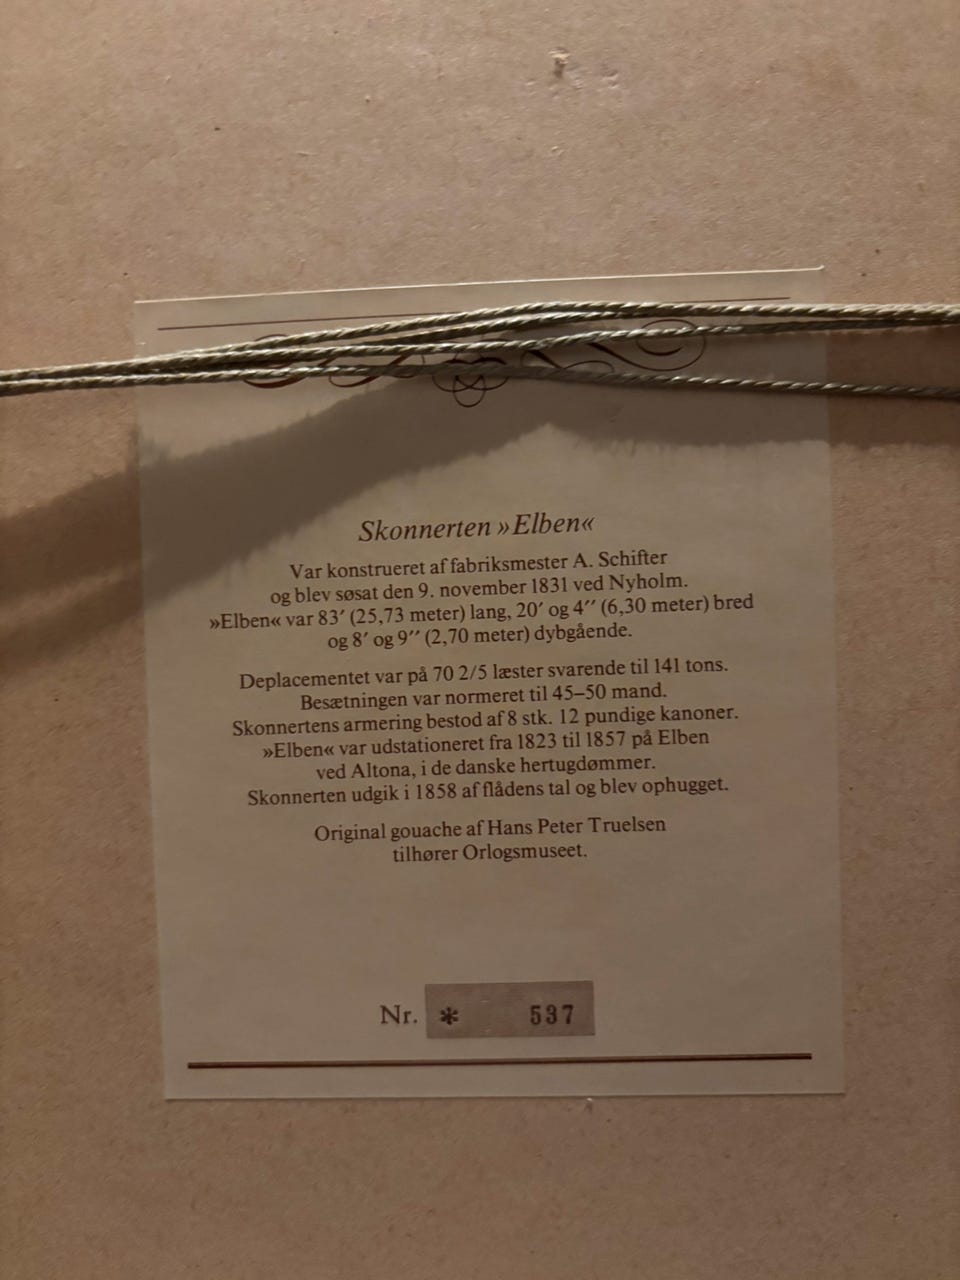 Skonnerten »Elben«
Var konstrueret af fabriksmester A. Schifter
og blev søsat den 9. november 1831 ved Nyholm.
»Elben« var 83′ (25,73 meter) lang, 20′ og 4′′ (6,30 meter) bred
og 8′ og 9′′ (2,70 meter) dybgående.
Deplacementet var på 70 2/5 læster svarende til 141 tons.
Besætningen var normeret til 45–50 mand.
Skonnertens armering bestod af 8 stk. 12 pundige kanoner.
»Elben« var udstationeret fra 1823 til 1857 på Elben
ved Altona, i de danske hertugdømmer.
Skonnerten udgik i 1858 af flådens tal og blev ophugget.
Original gouache af Hans Peter Truelsen
tilhører Orlogsmuseet.
Nr. * 537